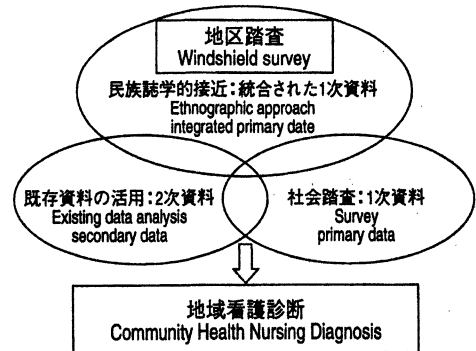 地区踏査
Windshield survey
民族誌学的接近：統合された1次資料
Ethnographic approach
integrated primary date
既存資料の活用：2次資料
Existing data analysis
secondary data
社会踏査：1次資料
Survey
primary data
地域看護診断
Community Health Nursing Diagnosis